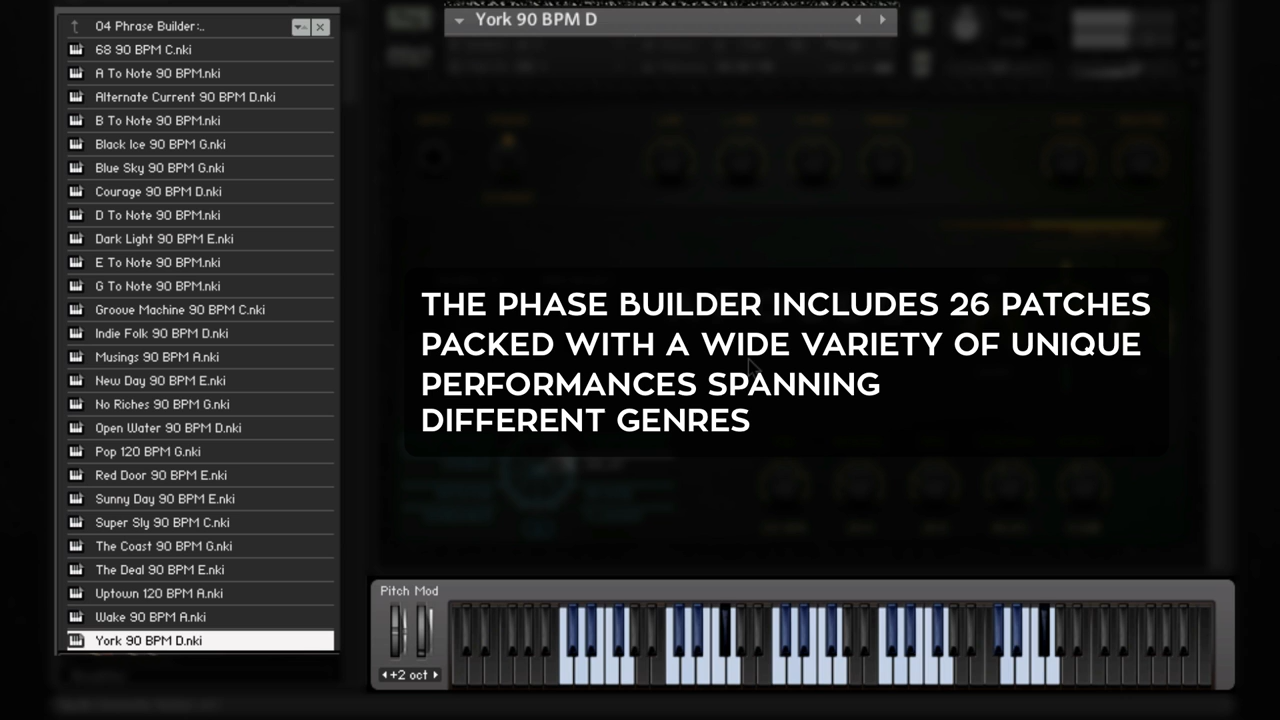 04 Phrase Builder:..
68 90 BPM C.nki
A To Note 90 BPM.nki
Alternate Current 90 BPM D.nki
B To Note 90 BPM.nki
Black Ice 90 BPM G.nki
Blue Sky 90 BPM G.nki
Courage 90 BPM D.nki
D To Note 90 BPM.nki
Dark Light 90 BPM E.nki
E To Note 90 BPM.nki
G To Note 90 BPM.nki
Groove Machine 90 BPM C.nki
Indie Folk 90 BPM D.nki
Musings 90 BPM A.nki
New Day 90 BPM E.nki
No Riches 90 BPM G.nki
Open Water 90 BPM D.nki
Pop 120 BPM G.nki
Red Door 90 BPM E.nki
Sunny Day 90 BPM E.nki
Super Sly 90 BPM C.nki
The Coast 90 BPM G.nki
The Deal 90 BPM E.nki
Uptown 120 BPM A.nki
Wake 90 BPM A.nki
York 90 BPM D.nki
York 90 BPM D
THE PHASE BUILDER INCLUDES 26 PATCHES
PACKED WITH A WIDE VARIETY OF UNIQUE
PERFORMANCES SPANNING
DIFFERENT GENRES
Pitch Mod
+2 oct